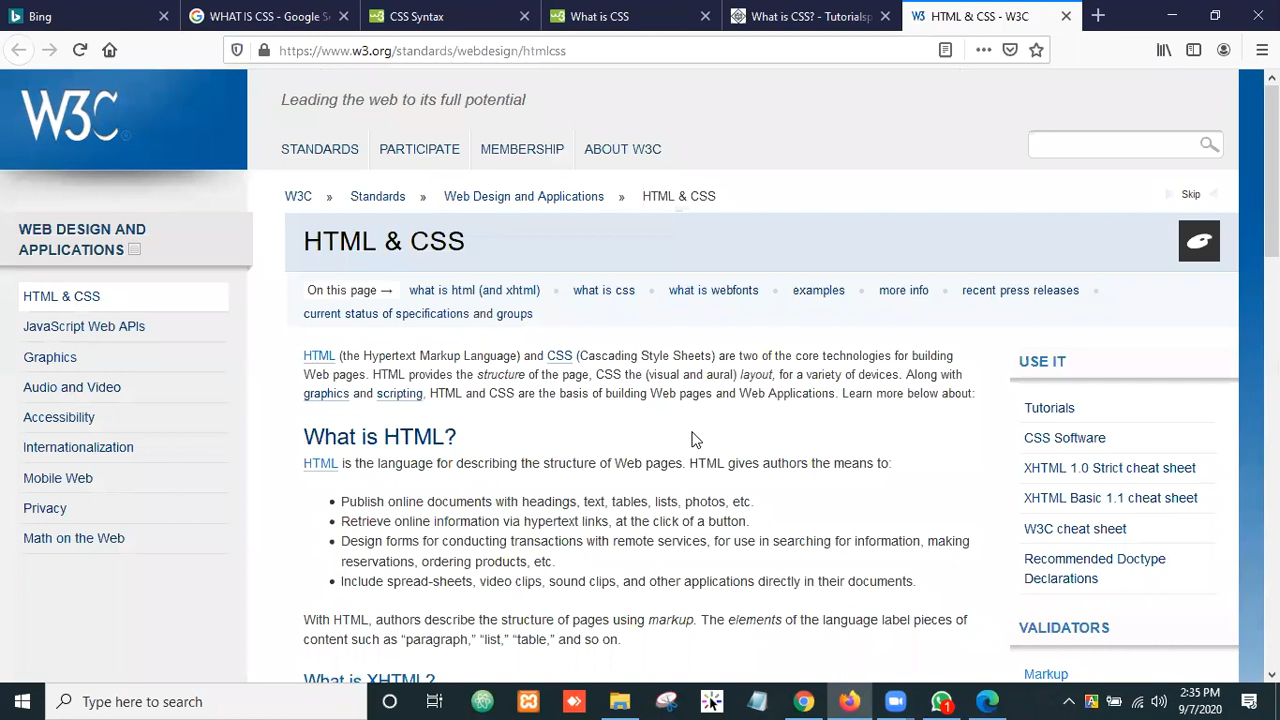 Bing
WHAT IS CSS - Google Se
CSS Syntax
What is CSS
What is CSS? - Tutorialsp
HTML & CSS - W3C
https://www.w3.org/standards/webdesign/htmlcss
W3C
Leading the web to its full potential
STANDARDS PARTICIPATE MEMBERSHIP ABOUT W3C
W3C » Standards » Web Design and Applications » HTML & CSS
Skip
WEB DESIGN AND
APPLICATIONS
HTML & CSS
JavaScript Web APIs
Graphics
Audio and Video
Accessibility
Internationalization
Mobile Web
Privacy
Math on the Web
HTML & CSS
On this page → what is html (and xhtml) what is css what is webfonts examples more info recent press releases
current status of specifications and groups
HTML (the Hypertext Markup Language) and CSS (Cascading Style Sheets) are two of the core technologies for building
Web pages. HTML provides the structure of the page, CSS the (visual and aural) layout, for a variety of devices. Along with
graphics and scripting, HTML and CSS are the basis of building Web pages and Web Applications. Learn more below about:
What is HTML?
HTML is the language for describing the structure of Web pages. HTML gives authors the means to:
• Publish online documents with headings, text, tables, lists, photos, etc.
• Retrieve online information via hypertext links, at the click of a button.
• Design forms for conducting transactions with remote services, for use in searching for information, making
reservations, ordering products, etc.
• Include spread-sheets, video clips, sound clips, and other applications directly in their documents.
With HTML, authors describe the structure of pages using markup. The elements of the language label pieces of
content such as “paragraph,” “list,” “table,” and so on.
What is XHTML?
USE IT
Tutorials
CSS Software
XHTML 1.0 Strict cheat sheet
XHTML Basic 1.1 cheat sheet
W3C cheat sheet
Recommended Doctype
Declarations
VALIDATORS
Markup
Type here to search
1
2:35 PM
9/7/2020